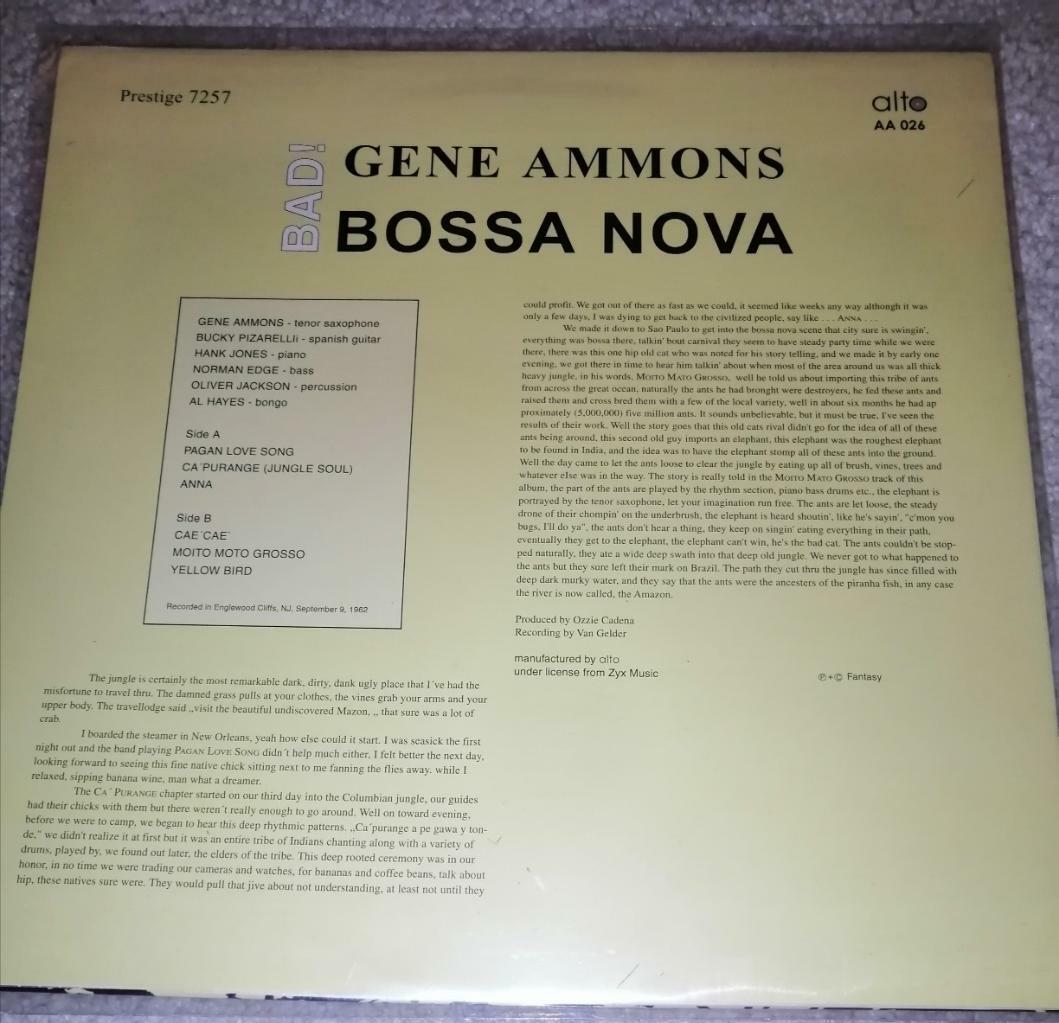 Prestige 7257
alto
AA 026
BAD!
GENE AMMONS
BOSSA NOVA
GENE AMMONS - tenor saxophone
BUCKY PIZARELLIi - spanish guitar
HANK JONES - piano
NORMAN EDGE - bass
OLIVER JACKSON - percussion
AL HAYES - bongo
Side A
PAGAN LOVE SONG
CA´PURANGE (JUNGLE SOUL)
ANNA
Side B
CAE´CAE´
MOITO MOTO GROSSO
YELLOW BIRD
Recorded in Englewood Cliffs, NJ, September 9, 1962
The jungle is certainly the most remarkable dark, dirty, dank ugly place that I´ve had the
misfortune to travel thru. The damned grass pulls at your clothes, the vines grab your arms and your
upper body. The travellodge said „visit the beautiful undiscovered Mazon, „ that sure was a lot of
crab.
I boarded the steamer in New Orleans, yeah how else could it start. I was seasick the first
night out and the band playing PAGAN LOVE SONG didn´t help much either, I felt better the next day,
looking forward to seeing this fine native chick sitting next to me fanning the flies away. while I
relaxed, sipping banana wine, man what a dreamer.
The CA´ PURANGE chapter started on our third day into the Columbian jungle, our guides
had their chicks with them but there weren´t really enough to go around. Well on toward evening,
before we were to camp, we began to hear this deep rhythmic patterns. „Ca´purange a pe gawa y ton-
de,“ we didn't realize it at first but it was an entire tribe of Indians chanting along with a variety of
drums, played by, we found out later, the elders of the tribe. This deep rooted ceremony was in our
honor, in no time we were trading our cameras and watches, for bananas and coffee beans, talk about
hip, these natives sure were. They would pull that jive about not understanding, at least not until they
could profit. We got out of there as fast as we could, it seemed like weeks any way althongh it was
only a few days, I was dying to get back to the civilized people, say like . . . ANNA . . .
We made it down to Sao Paulo to get into the bossa nova scene that city sure is swingin',
everything was bossa there, talkin' bout carnival they seem to have steady party time while we were
there, there was this one hip old cat who was noted for his story telling, and we made it by early one
evening, we got there in time to hear him talkin' about when most of the area around us was all thick
heavy jungle, in his words, MOITO MATO GROSSO, well he told us about importing this tribe of ants
from across the great ocean, naturally the ants he had brought were destroyers, he fed these ants and
raised them and cross bred them with a few of the local variety, well in about six months he had ap
proximately (5,000,000) five million ants. It sounds unbelievable, but it must be true, I've seen the
results of their work. Well the story goes that this old cats rival didn't go for the idea of all of these
ants being around, this second old guy imports an elephant, this elephant was the roughest elephant
to be found in India, and the idea was to have the elephant stomp all of these ants into the ground.
Well the day came to let the ants loose to clear the jungle by eating up all of brush, vines, trees and
whatever else was in the way. The story is really told in the MOITO MATO GROSSO track of this
album, the part of the ants are played by the rhythm section, piano bass drums etc., the elephant is
portrayed by the tenor saxophone, let your imagination run free. The ants are let loose, the steady
drone of their chompin' on the underbrush, the elephant is heard shoutin', like he's sayin', "c'mon you
bugs, I'll do ya", the ants don't hear a thing, they keep on singin' eating everything in their path,
eventually they get to the elephant, the elephant can't win, he's the bad cat. The ants couldn't be stop-
ped naturally, they ate a wide deep swath into that deep old jungle. We never got to what happened to
the ants but they sure left their mark on Brazil. The path they cut thru the jungle has since filled with
deep dark murky water, and they say that the ants were the ancesters of the piranha fish, in any case
the river is now called, the Amazon.
Produced by Ozzie Cadena
Recording by Van Gelder
manufactured by alto
under license from Zyx Music
℗+© Fantasy